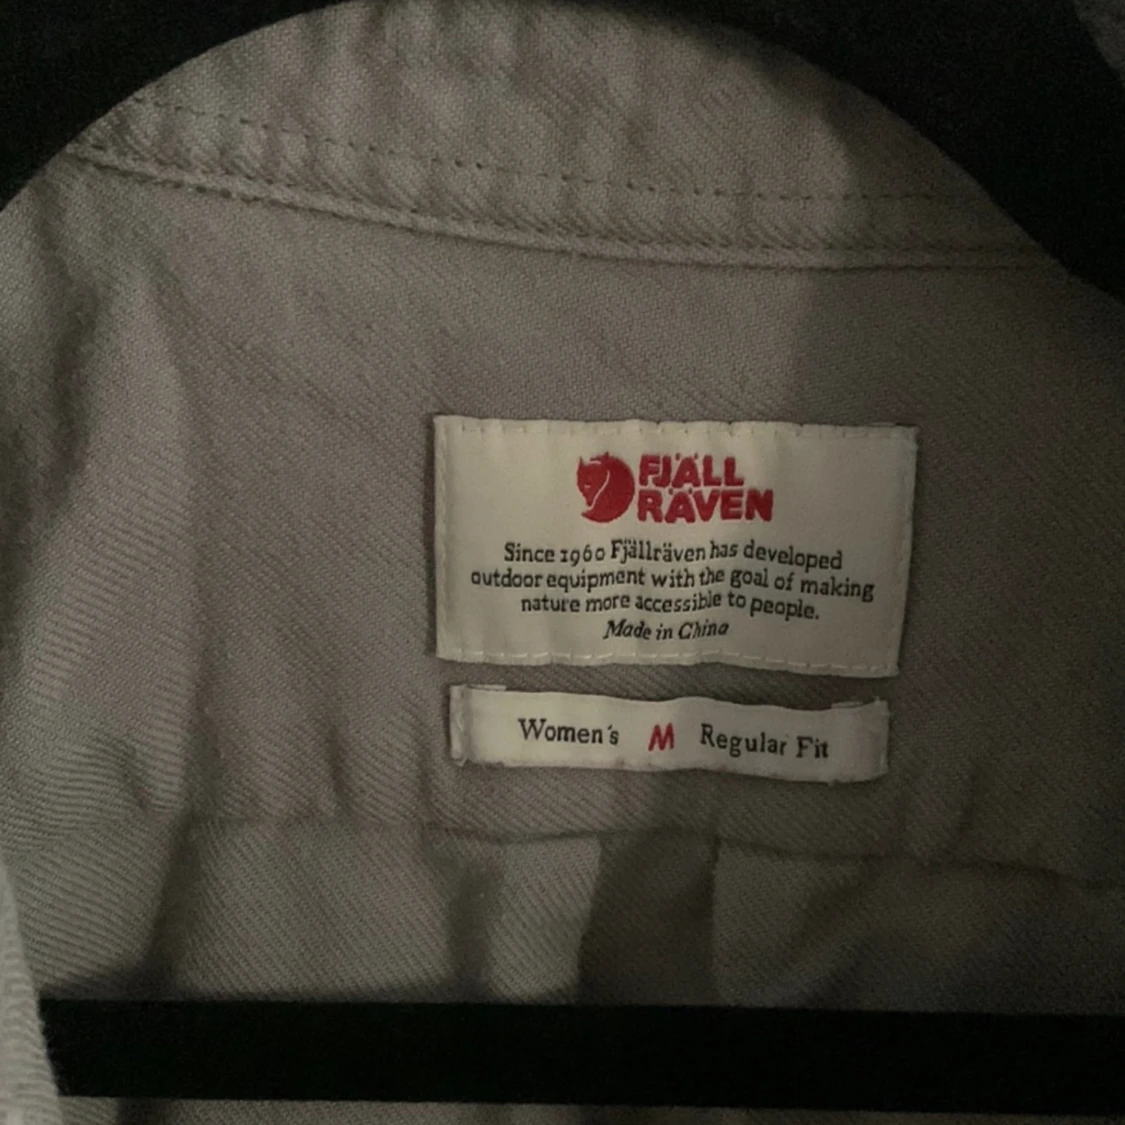 FJÄLL
RÄVEN
Since 1960 Fjällräven has developed
outdoor equipment with the goal of making
nature more accessible to people.
Made in China
Women's M Regular Fit